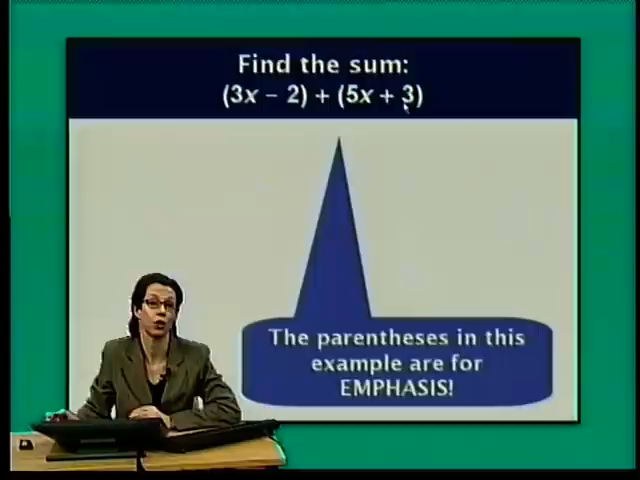 Find the sum:
(3x – 2) + (5x + 3)
The parentheses in this
example are for
EMPHASIS!